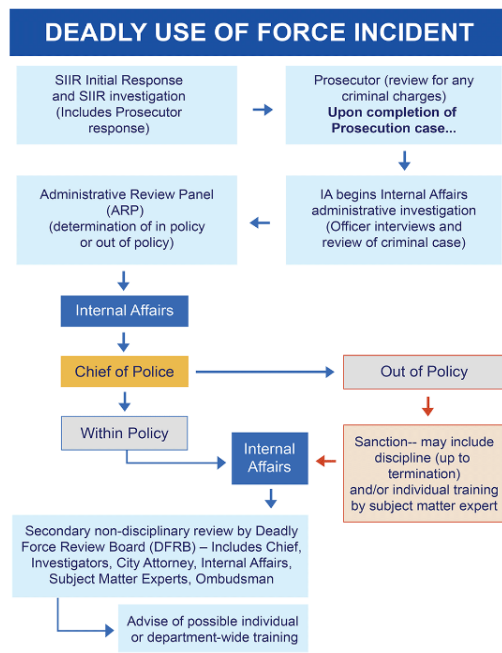 DEADLY USE OF FORCE INCIDENT
SIIR Initial Response
and SIIR investigation
(Includes Prosecutor
response)
Prosecutor (review for any
criminal charges)
Upon completion of
Prosecution case...
Administrative Review Panel
(ARP)
(determination of in policy
or out of policy)
IA begins Internal Affairs
administrative investigation
(Officer interviews and
review of criminal case)
Internal Affairs
Chief of Police
Out of Policy
Within Policy
Internal
Affairs
Sanction-- may include
discipline (up to
termination)
and/or individual training
by subject matter expert
Secondary non-disciplinary review by Deadly
Force Review Board (DFRB) – Includes Chief,
Investigators, City Attorney, Internal Affairs,
Subject Matter Experts, Ombudsman
Advise of possible individual
or department-wide training